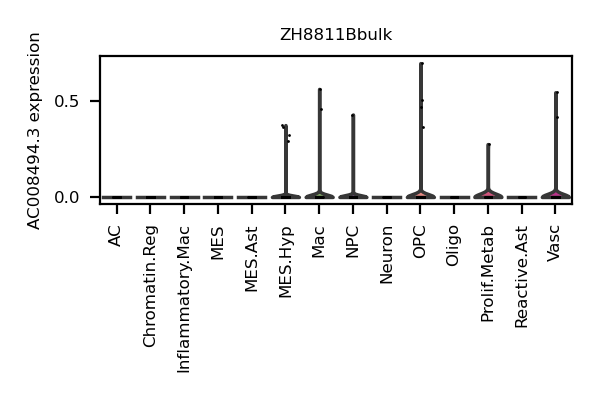 ZH8811Bbulk
AC008494.3 expression
0.5
0.0
AC
Chromatin.Reg
Inflammatory.Mac
MES
MES.Ast
MES.Hyp
Mac
NPC
Neuron
OPC
Oligo
Prolif.Metab
Reactive.Ast
Vasc